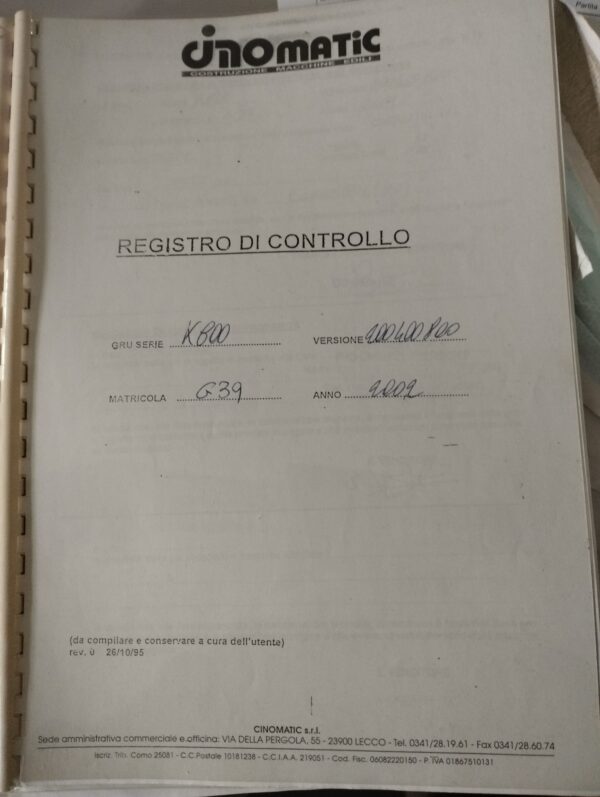 Partita
CINOMATIC
COSTRUZIONE MACCHINE EDILI
REGISTRO DI CONTROLLO
GRU SERIE K800 VERSIONE
MATRICOLA G39 ANNO 2002
(da compilare e conservare a cura dell'utente)
rev. 0 26/10/95
CINOMATIC s.r.l.
Sede amministrativa commerciale e officina: VIA DELLA PERGOLA, 55 - 23900 LECCO - Tel. 0341/28.19.61 - Fax 0341/28.60.74
Iscriz. Trib. Como 25081 - C.C.Postale 10181238 - C.C.I.A.A. 219051 - Cod. Fisc. 06082220150 - P. IVA 01867510131